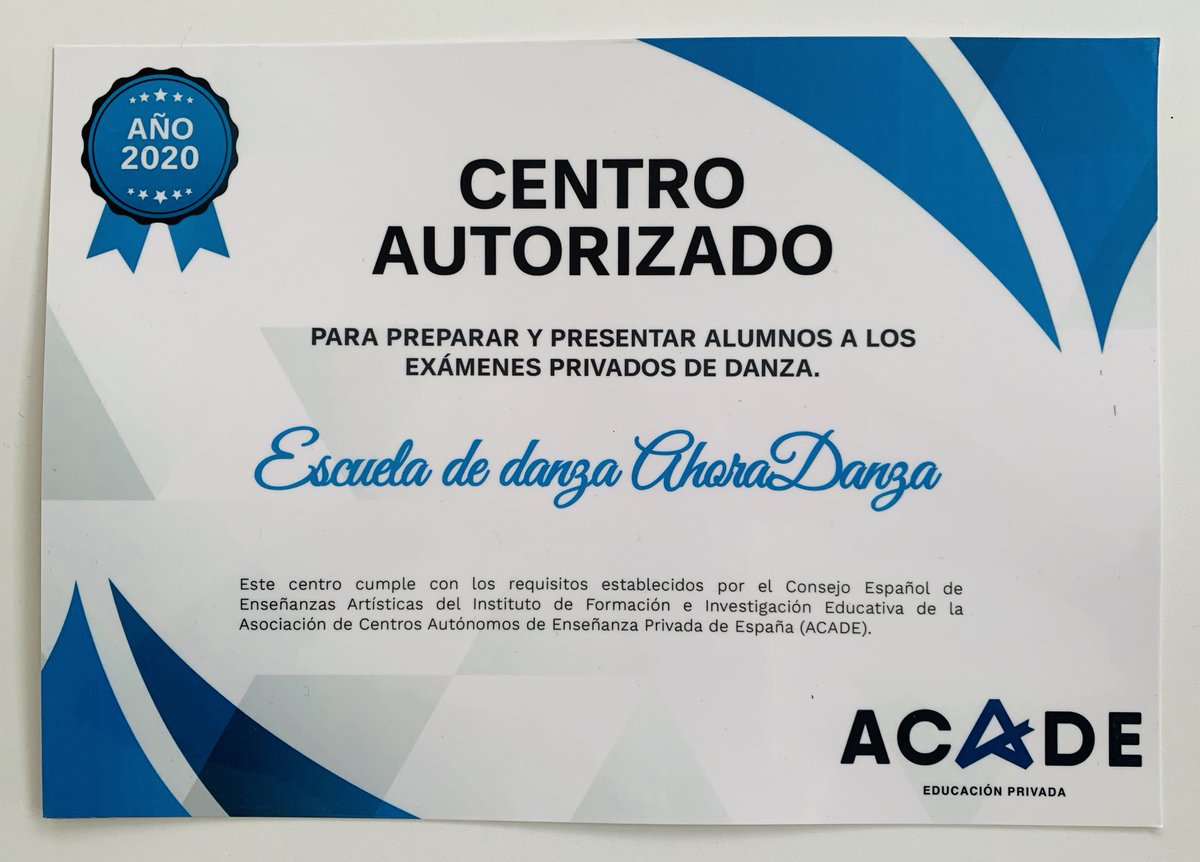 AÑO
2020
CENTRO
AUTORIZADO
PARA PREPARAR Y PRESENTAR ALUMNOS A LOS
EXÁMENES PRIVADOS DE DANZA.
Escuela de danza AhoraDanza
Este centro cumple con los requisitos establecidos por el Consejo Español de
Enseñanzas Artísticas del Instituto de Formación e Investigación Educativa de la
Asociación de Centros Autónomos de Enseñanza Privada de España (ACADE).
ACADE
EDUCACIÓN PRIVADA